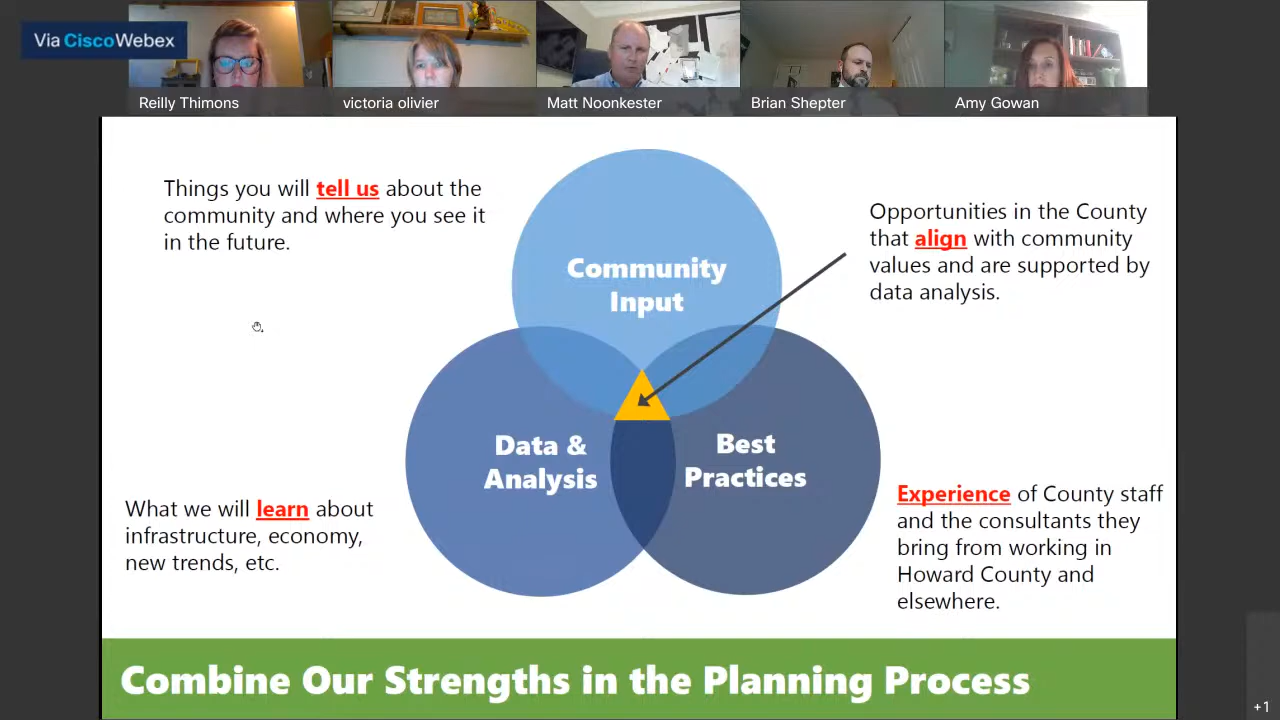 Via CiscoWebex
Reilly Thimons
victoria olivier
Matt Noonkester
Brian Shepter
Amy Gowan
Things you will tell us about the
community and where you see it
in the future.
Opportunities in the County
that align with community
values and are supported by
data analysis.
Community
Input
Data &
Analysis
Best
Practices
What we will learn about
infrastructure, economy,
new trends, etc.
Experience of County staff
and the consultants they
bring from working in
Howard County and
elsewhere.
Combine Our Strengths in the Planning Process
+1